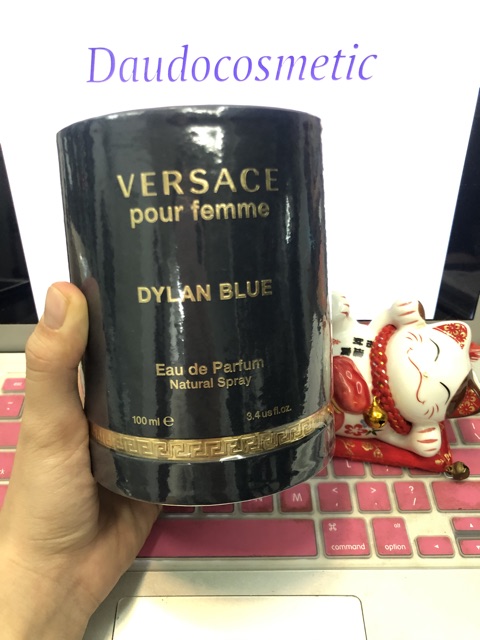 Daudocosmetic
VERSACE
pour femme
DYLAN BLUE
Eau de Parfum
Natural Spray
100 ml e 3,4 us fl.oz.
N M < , > . ? /
⌘ alt
command option